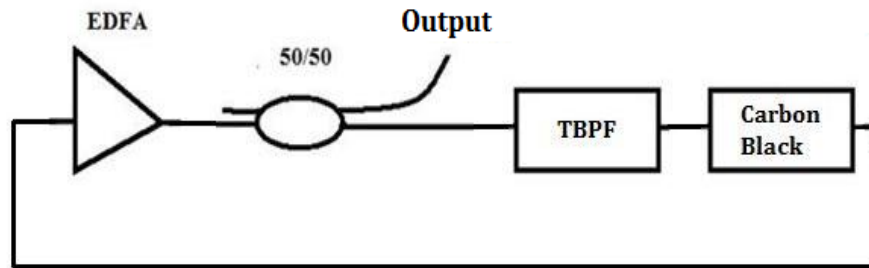 EDFA
50/50
Output
TBPF
Carbon
Black